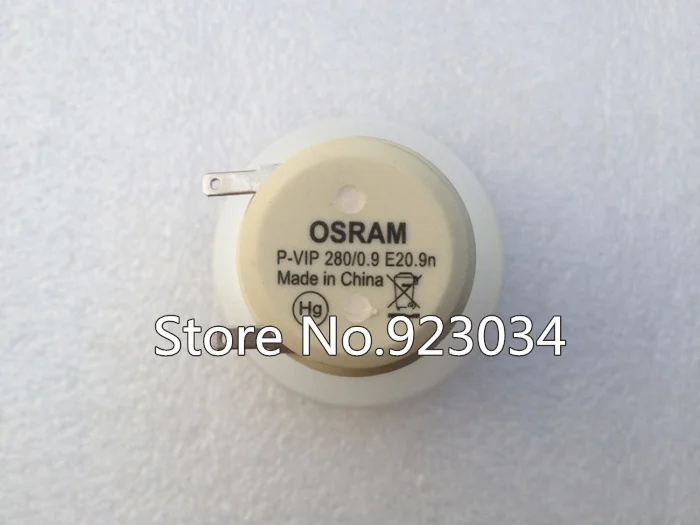 OSRAM
P-VIP 280/0.9 E20.9n
Made in China
Hg
Store No.923034